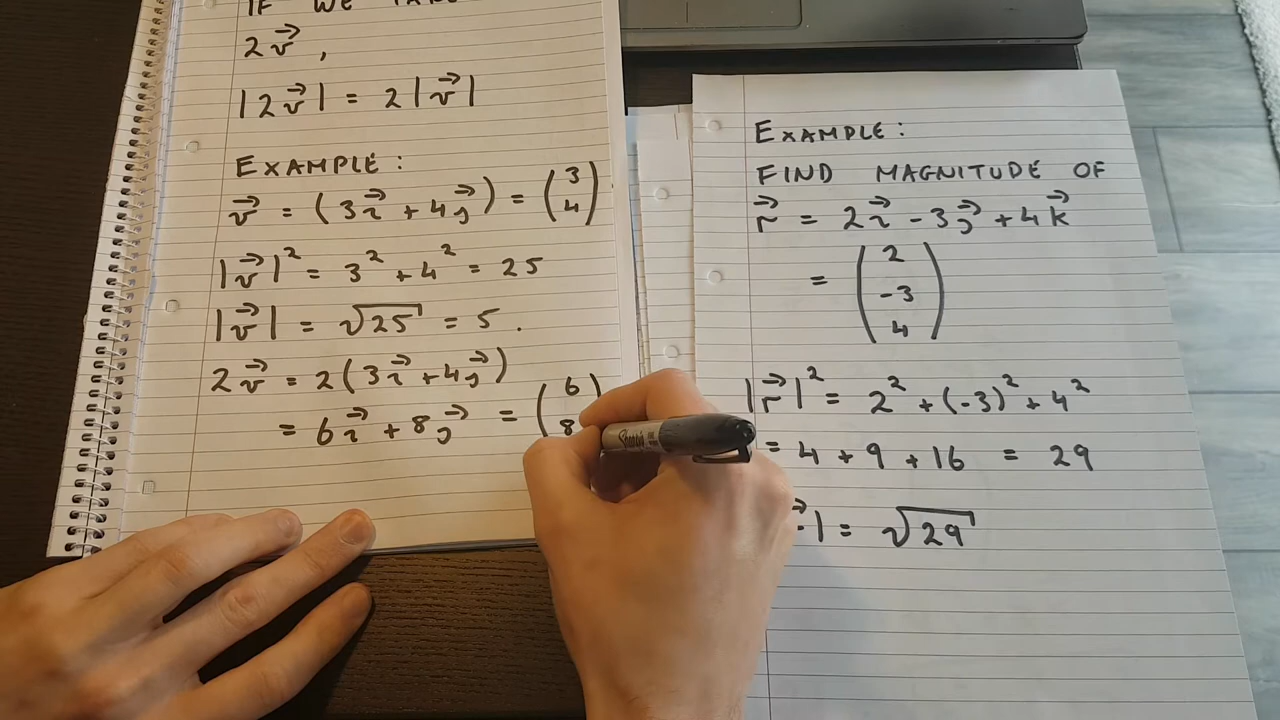 IF WE
2v⃗ ,
|2v⃗| = 2|v⃗|
EXAMPLE:
v⃗ = (3i⃗ + 4j⃗) = (3 4)
|v⃗|² = 3² + 4² = 25
|v⃗| = √25 = 5.
2v⃗ = 2(3i⃗ + 4j⃗)
= 6i⃗ + 8j⃗ = (6 8
EXAMPLE:
FIND MAGNITUDE OF
r⃗ = 2i⃗ - 3j⃗ + 4k⃗
= (2 -3 4)
|r⃗|² = 2² + (-3)² + 4²
= 4 + 9 + 16 = 29
| = √29
Sharpie